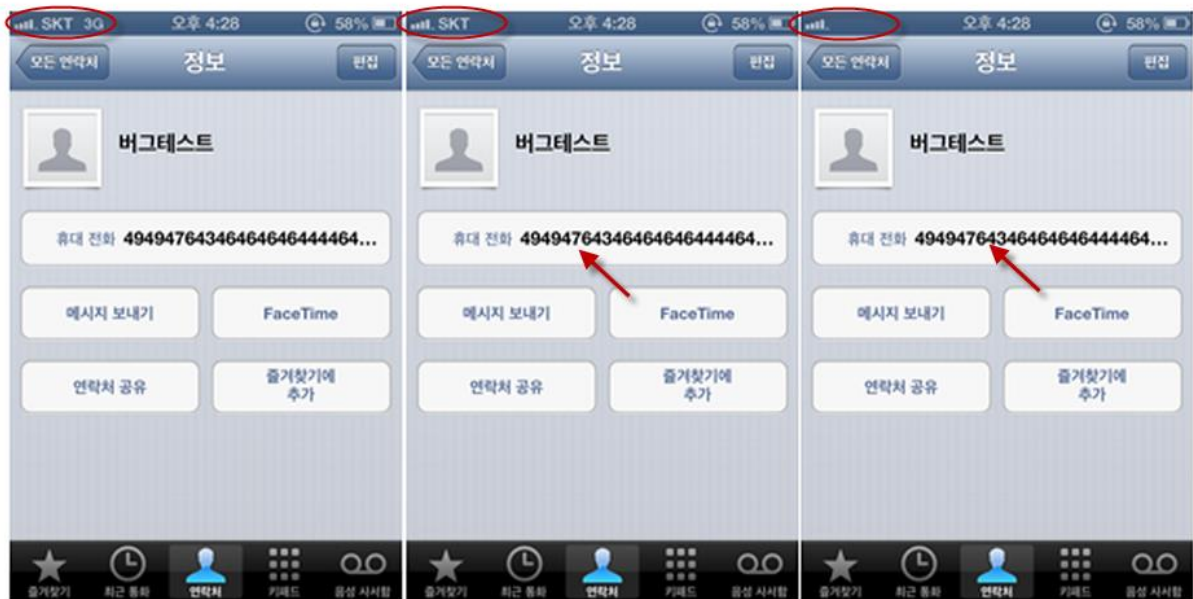 SKT 3G 오후 4:28 58%
모든 연락처 정보 편집
버그테스트
휴대 전화 49494764346464646444464...
메시지 보내기 FaceTime
연락처 공유 즐겨찾기에
추가
즐겨찾기 최근 통화 연락처 키패드 음성 사서함
SKT 오후 4:28 58%
모든 연락처 정보 편집
버그테스트
휴대 전화 49494764346464646444464...
메시지 보내기 FaceTime
연락처 공유 즐겨찾기에
추가
즐겨찾기 최근 통화 연락처 키패드 음성 사서함
오후 4:28 58%
모든 연락처 정보 편집
버그테스트
휴대 전화 49494764346464646444464...
메시지 보내기 FaceTime
연락처 공유 즐겨찾기에
추가
즐겨찾기 최근 통화 연락처 키패드 음성 사서함